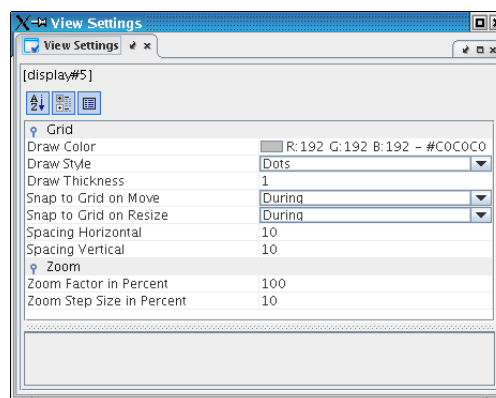 View Settings
View Settings
[display#5]
Grid
Draw Color R:192 G:192 B:192 – #C0C0C0
Draw Style Dots
Draw Thickness 1
Snap to Grid on Move During
Snap to Grid on Resize During
Spacing Horizontal 10
Spacing Vertical 10
Zoom
Zoom Factor in Percent 100
Zoom Step Size in Percent 10